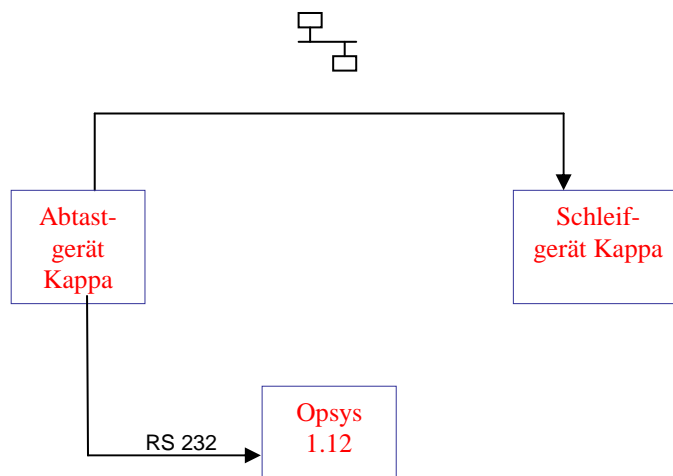 Abtast-
gerät
Kappa
Schleif-
gerät Kappa
RS 232
Opsys
1.12